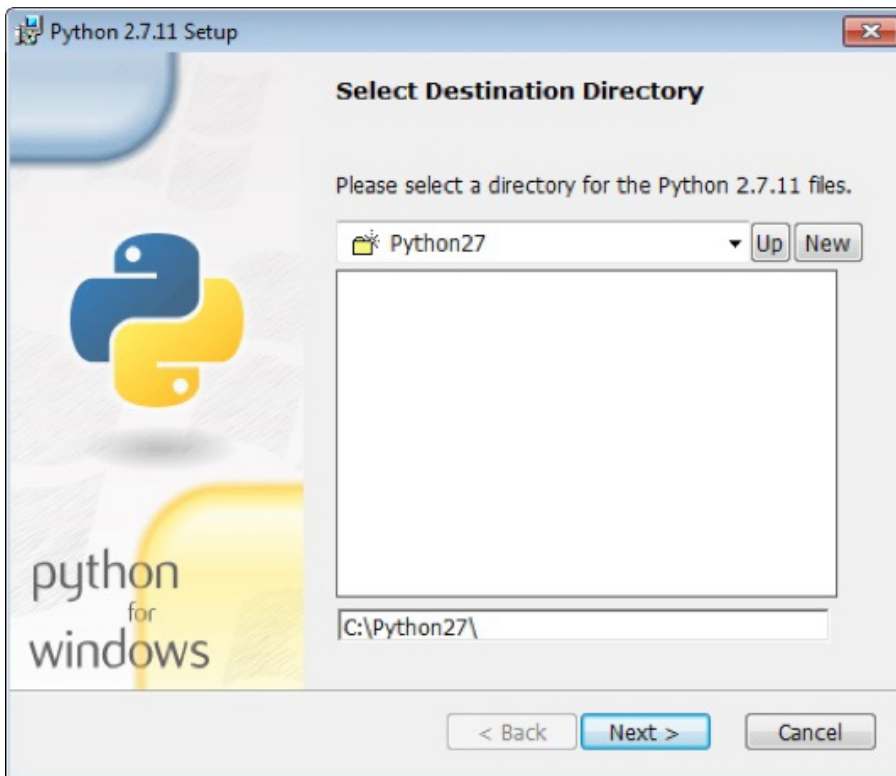 Python 2.7.11 Setup
Select Destination Directory
Please select a directory for the Python 2.7.11 files.
Python27
Up
New
C:\Python27\
python
for
windows
< Back
Next >
Cancel